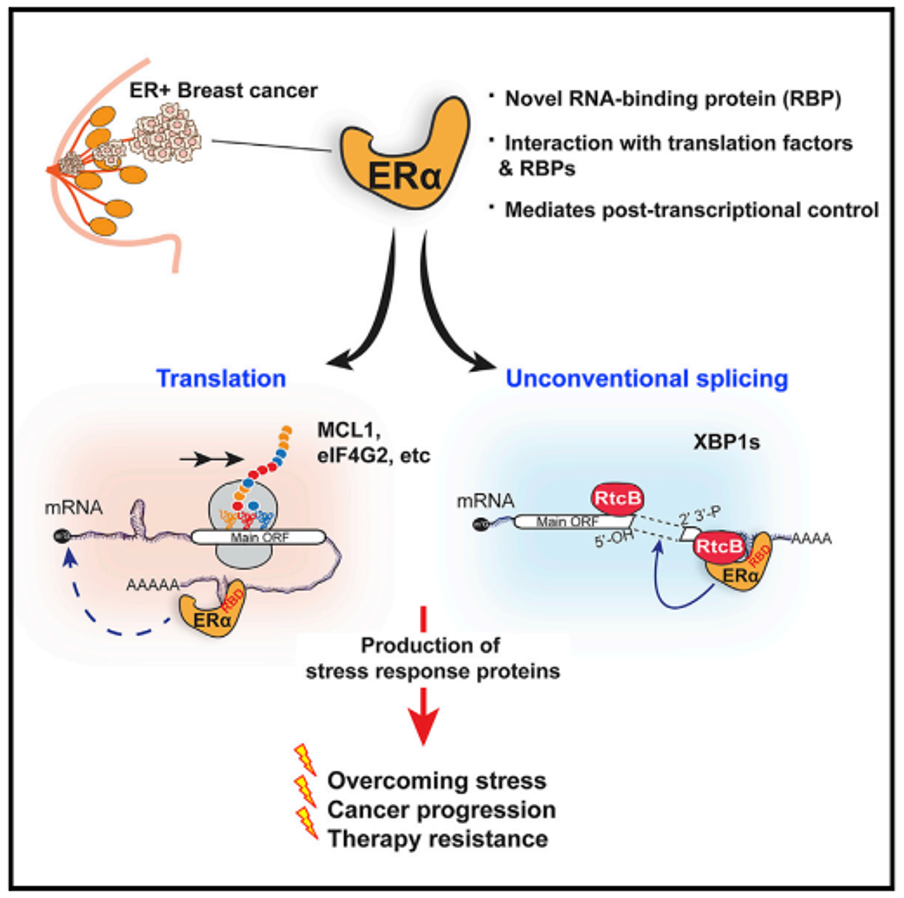 ER+ Breast cancer
ERα
· Novel RNA-binding protein (RBP)
· Interaction with translation factors
& RBPs
· Mediates post-transcriptional control
Translation
Unconventional splicing
MCL1,
eIF4G2, etc
mRNA
Main ORF
AAAAA
RBD
ERα
XBP1s
mRNA
RtcB
Main ORF
5'-OH
2' 3'-P
RtcB
RBD
ERα
AAAA
Production of
stress response proteins
Overcoming stress
Cancer progression
Therapy resistance